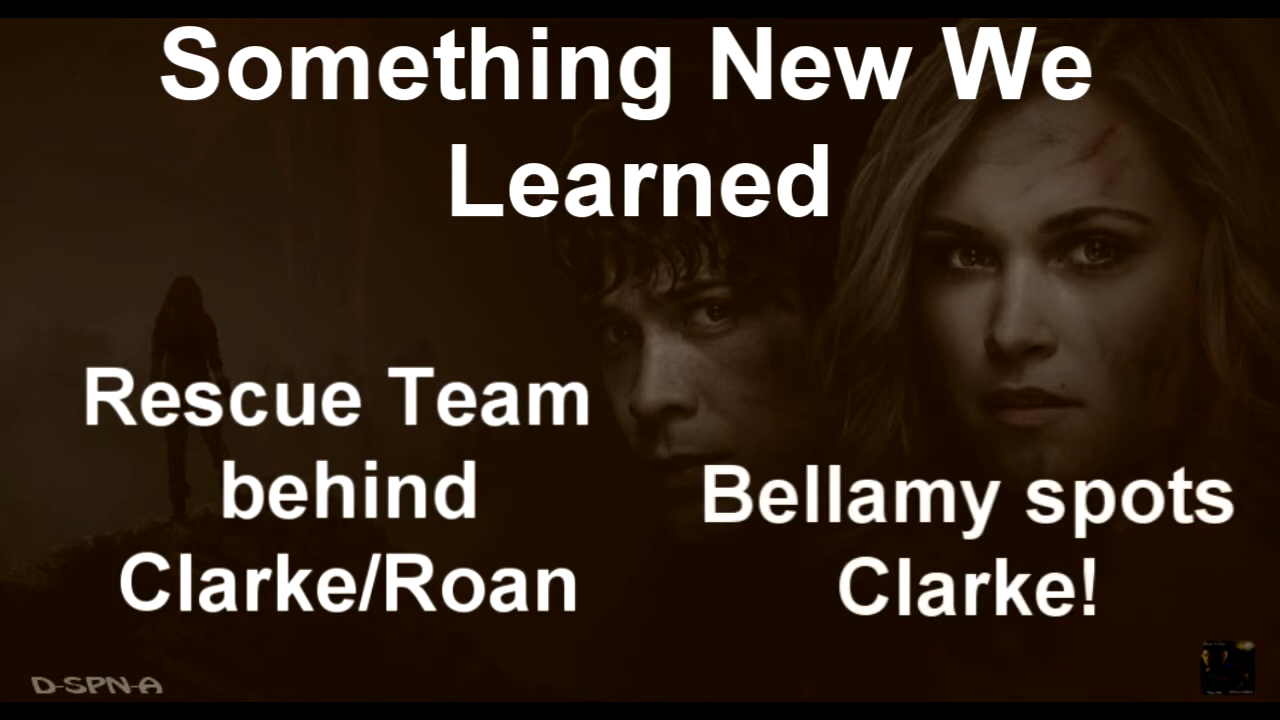 Something New We
Learned
Rescue Team
behind
Clarke/Roan
Bellamy spots
Clarke!
D-SPN-A